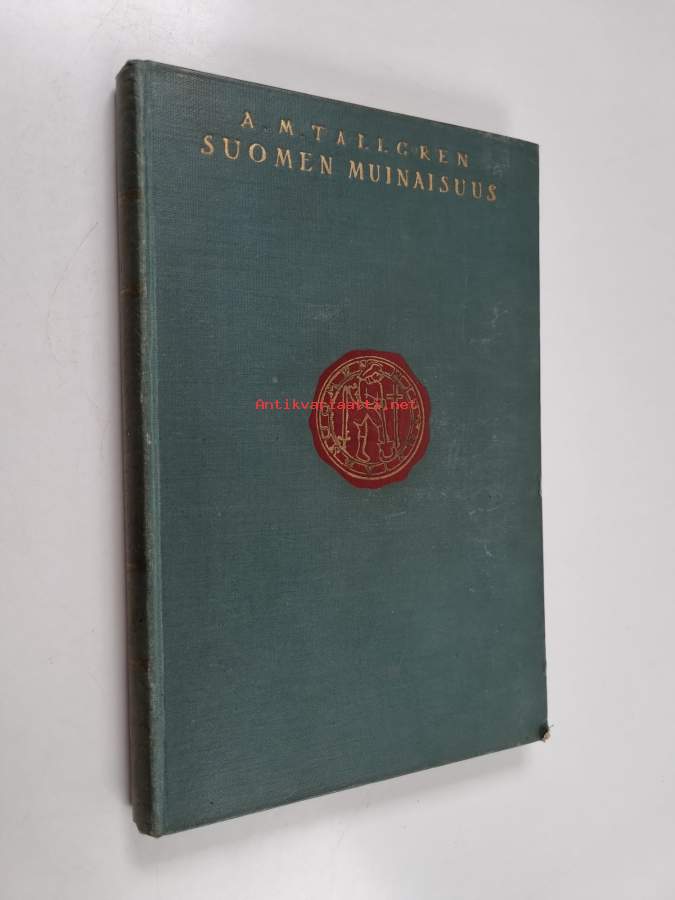 A. M. TALLGREN
SUOMEN MUINAISUUS
Antikvariaatti.net